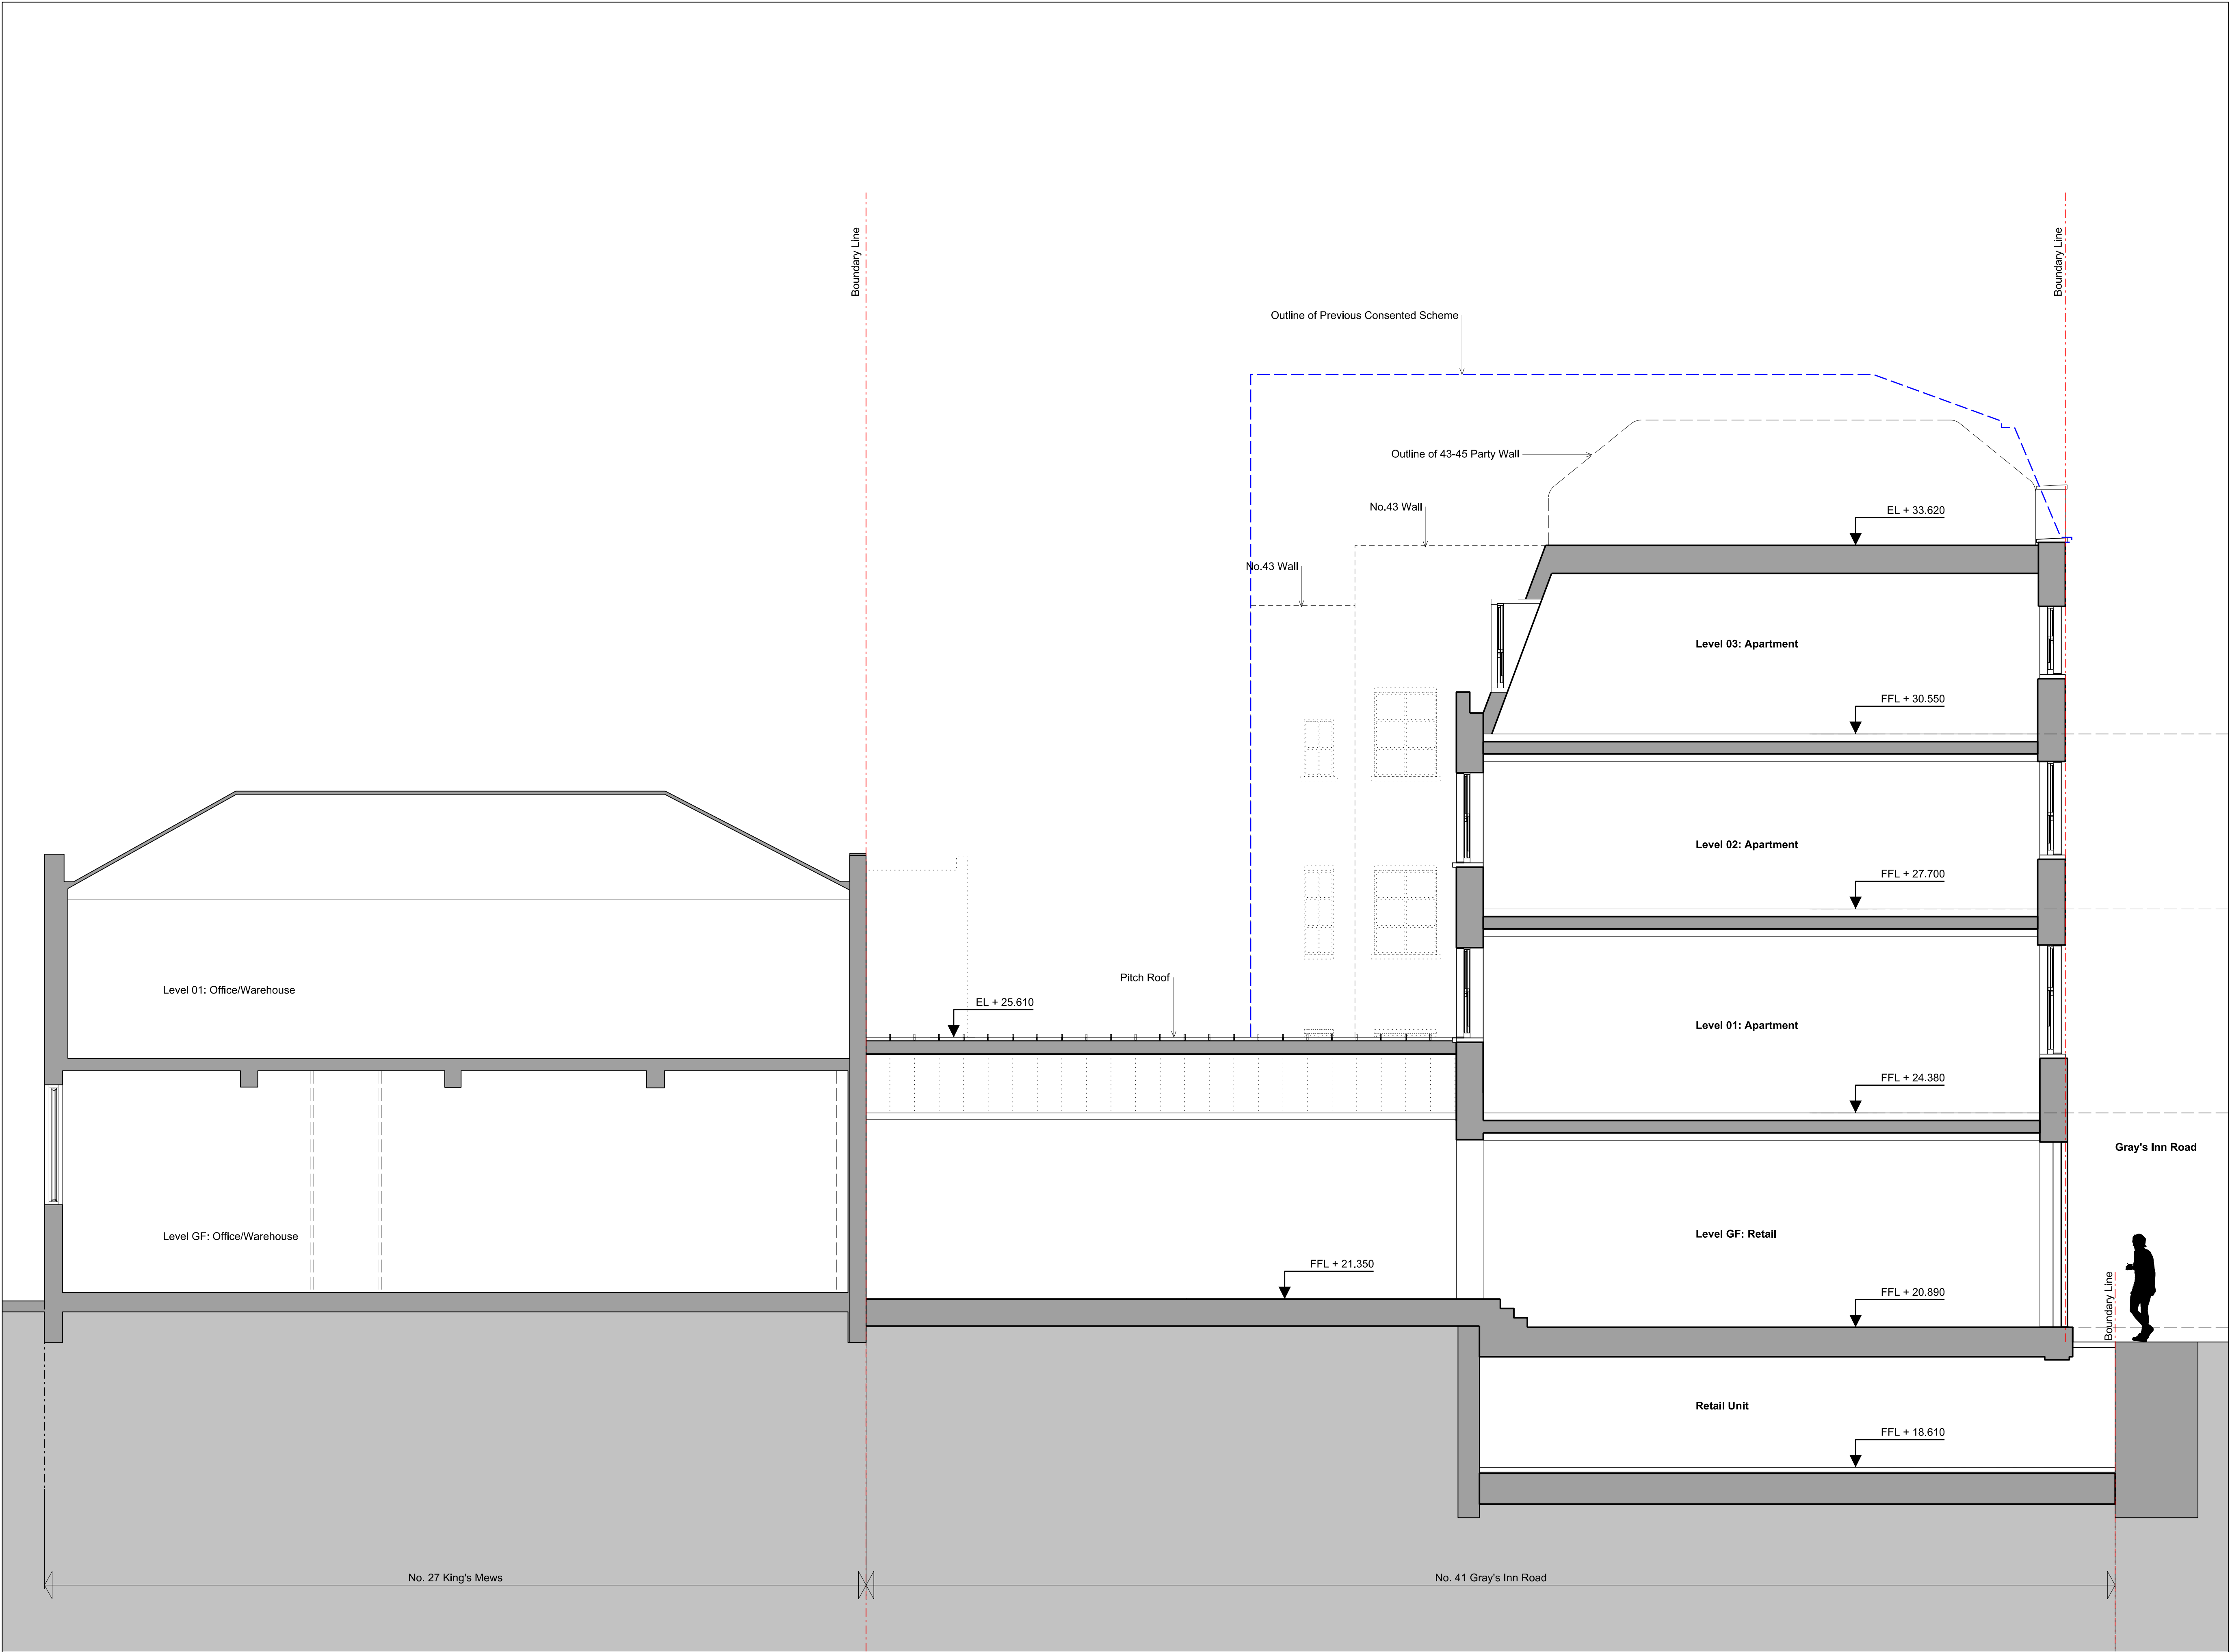 Boundary Line
Boundary Line
Outline of Previous Consented Scheme
Outline of 43-45 Party Wall
No.43 Wall
EL + 33.620
No.43 Wall
Level 03: Apartment
FFL + 30.550
Level 02: Apartment
FFL + 27.700
Pitch Roof
Level 01: Office/Warehouse
EL + 25.610
Level 01: Apartment
FFL + 24.380
Gray's Inn Road
Level GF: Office/Warehouse
Level GF: Retail
FFL + 21.350
FFL + 20.890
Boundary Line
Retail Unit
FFL + 18.610
No. 27 King's Mews
No. 41 Gray's Inn Road